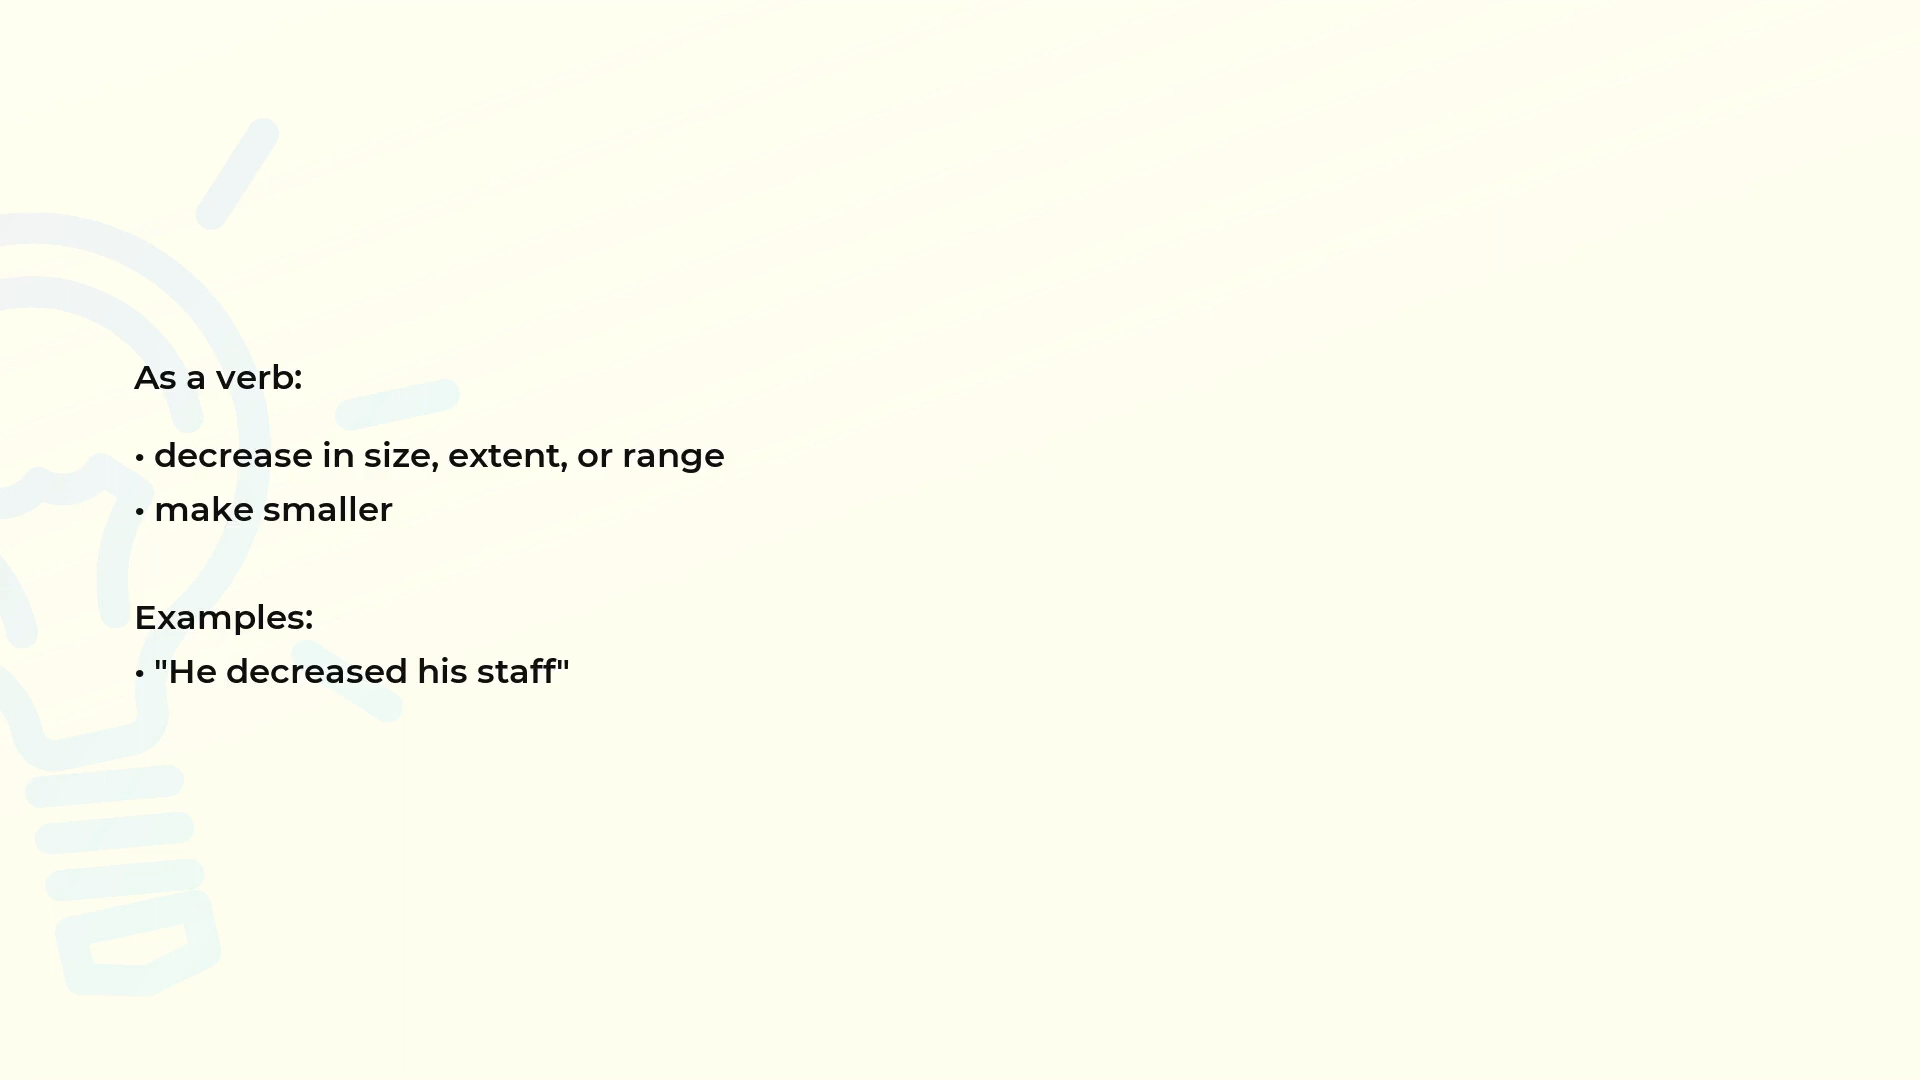 As a verb:
• decrease in size, extent, or range
• make smaller
Examples:
• "He decreased his staff"